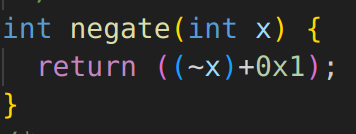 int negate(int x) {
  return ((~x)+0x1);
}